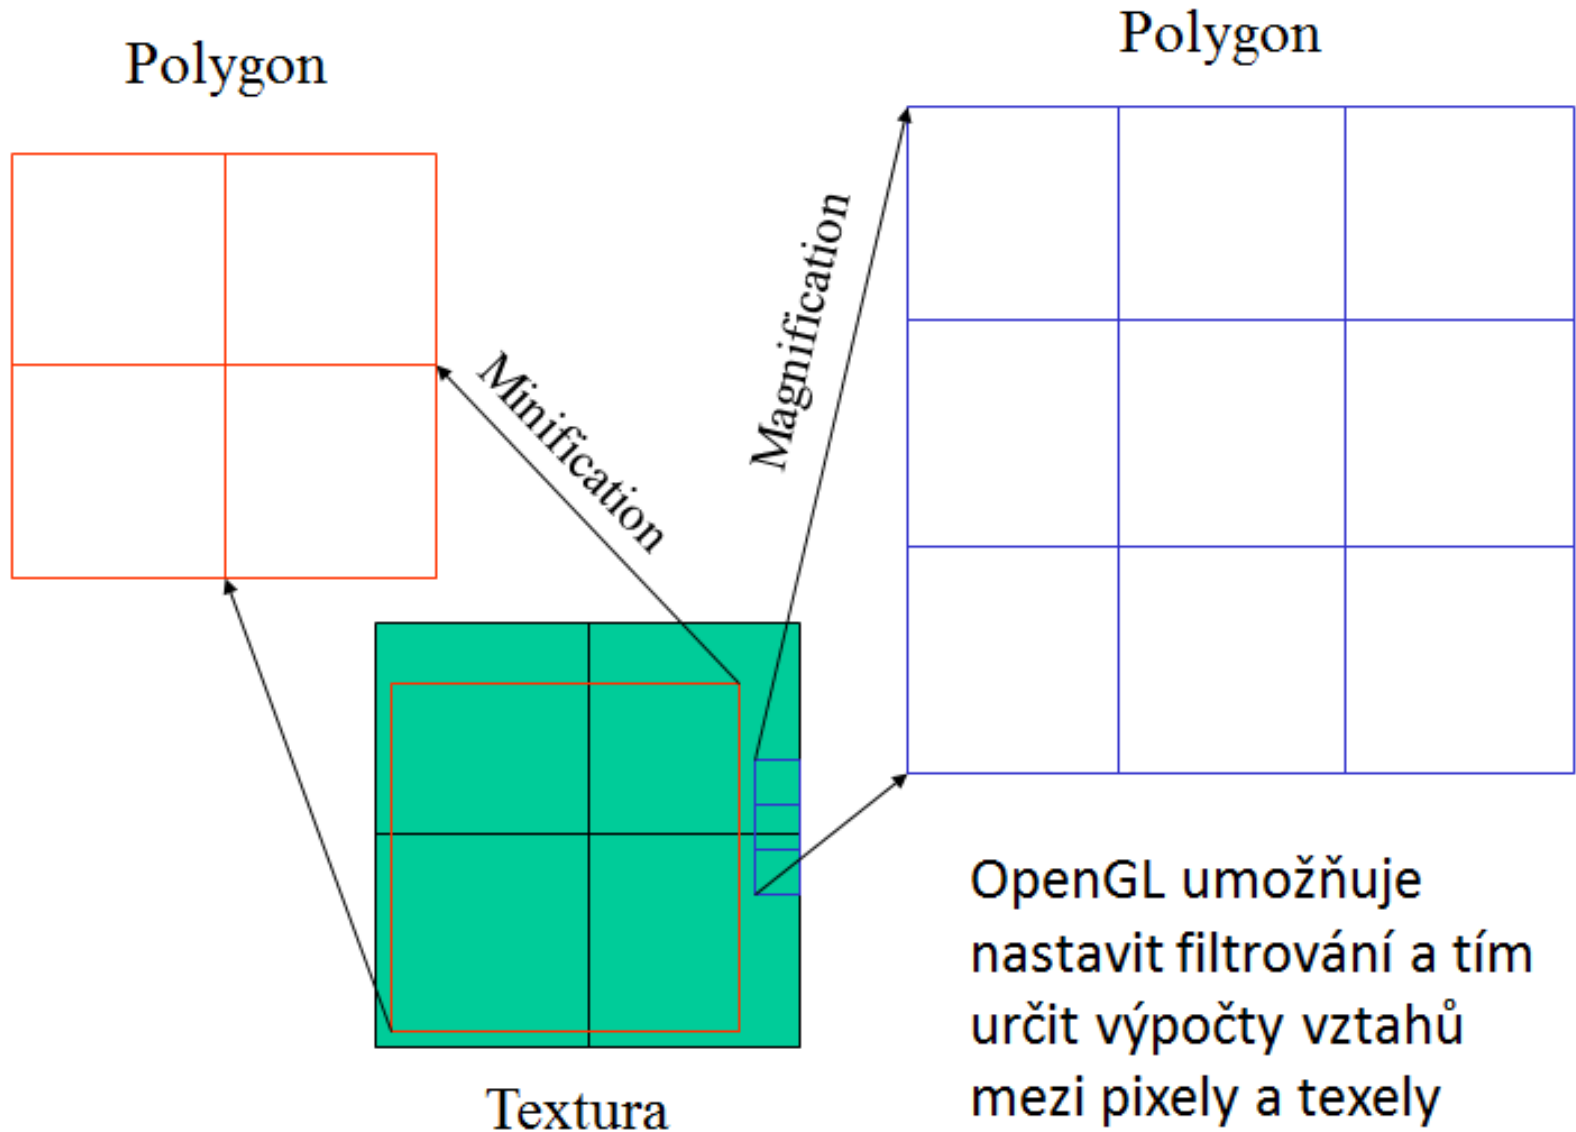 Polygon
Polygon
Minification
Magnification
Textura
OpenGL umožňuje
nastavit filtrování a tím
určit výpočty vztahů
mezi pixely a texely